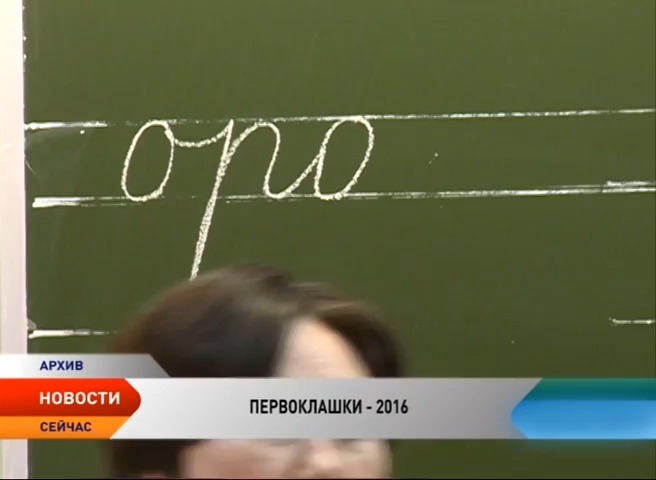 оро
АРХИВ
НОВОСТИ
ПЕРВОКЛАШКИ - 2016
СЕЙЧАС